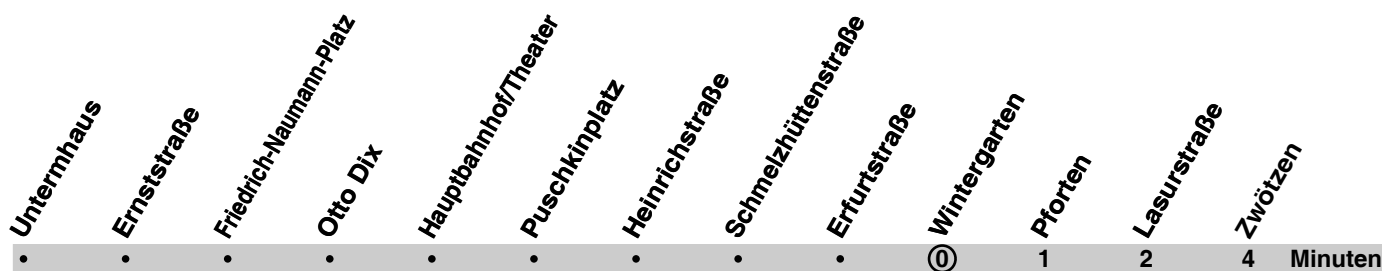 Untermhaus
Ernststraße
Friedrich-Naumann-Platz
Otto Dix
Hauptbahnhof/Theater
Puschkinplatz
Heinrichstraße
Schmelzhüttenstraße
Erfurtstraße
Wintergarten
Pforten
Lasurstraße
Zwötzen
• • • • • • • • • 0 1 2 4 Minuten